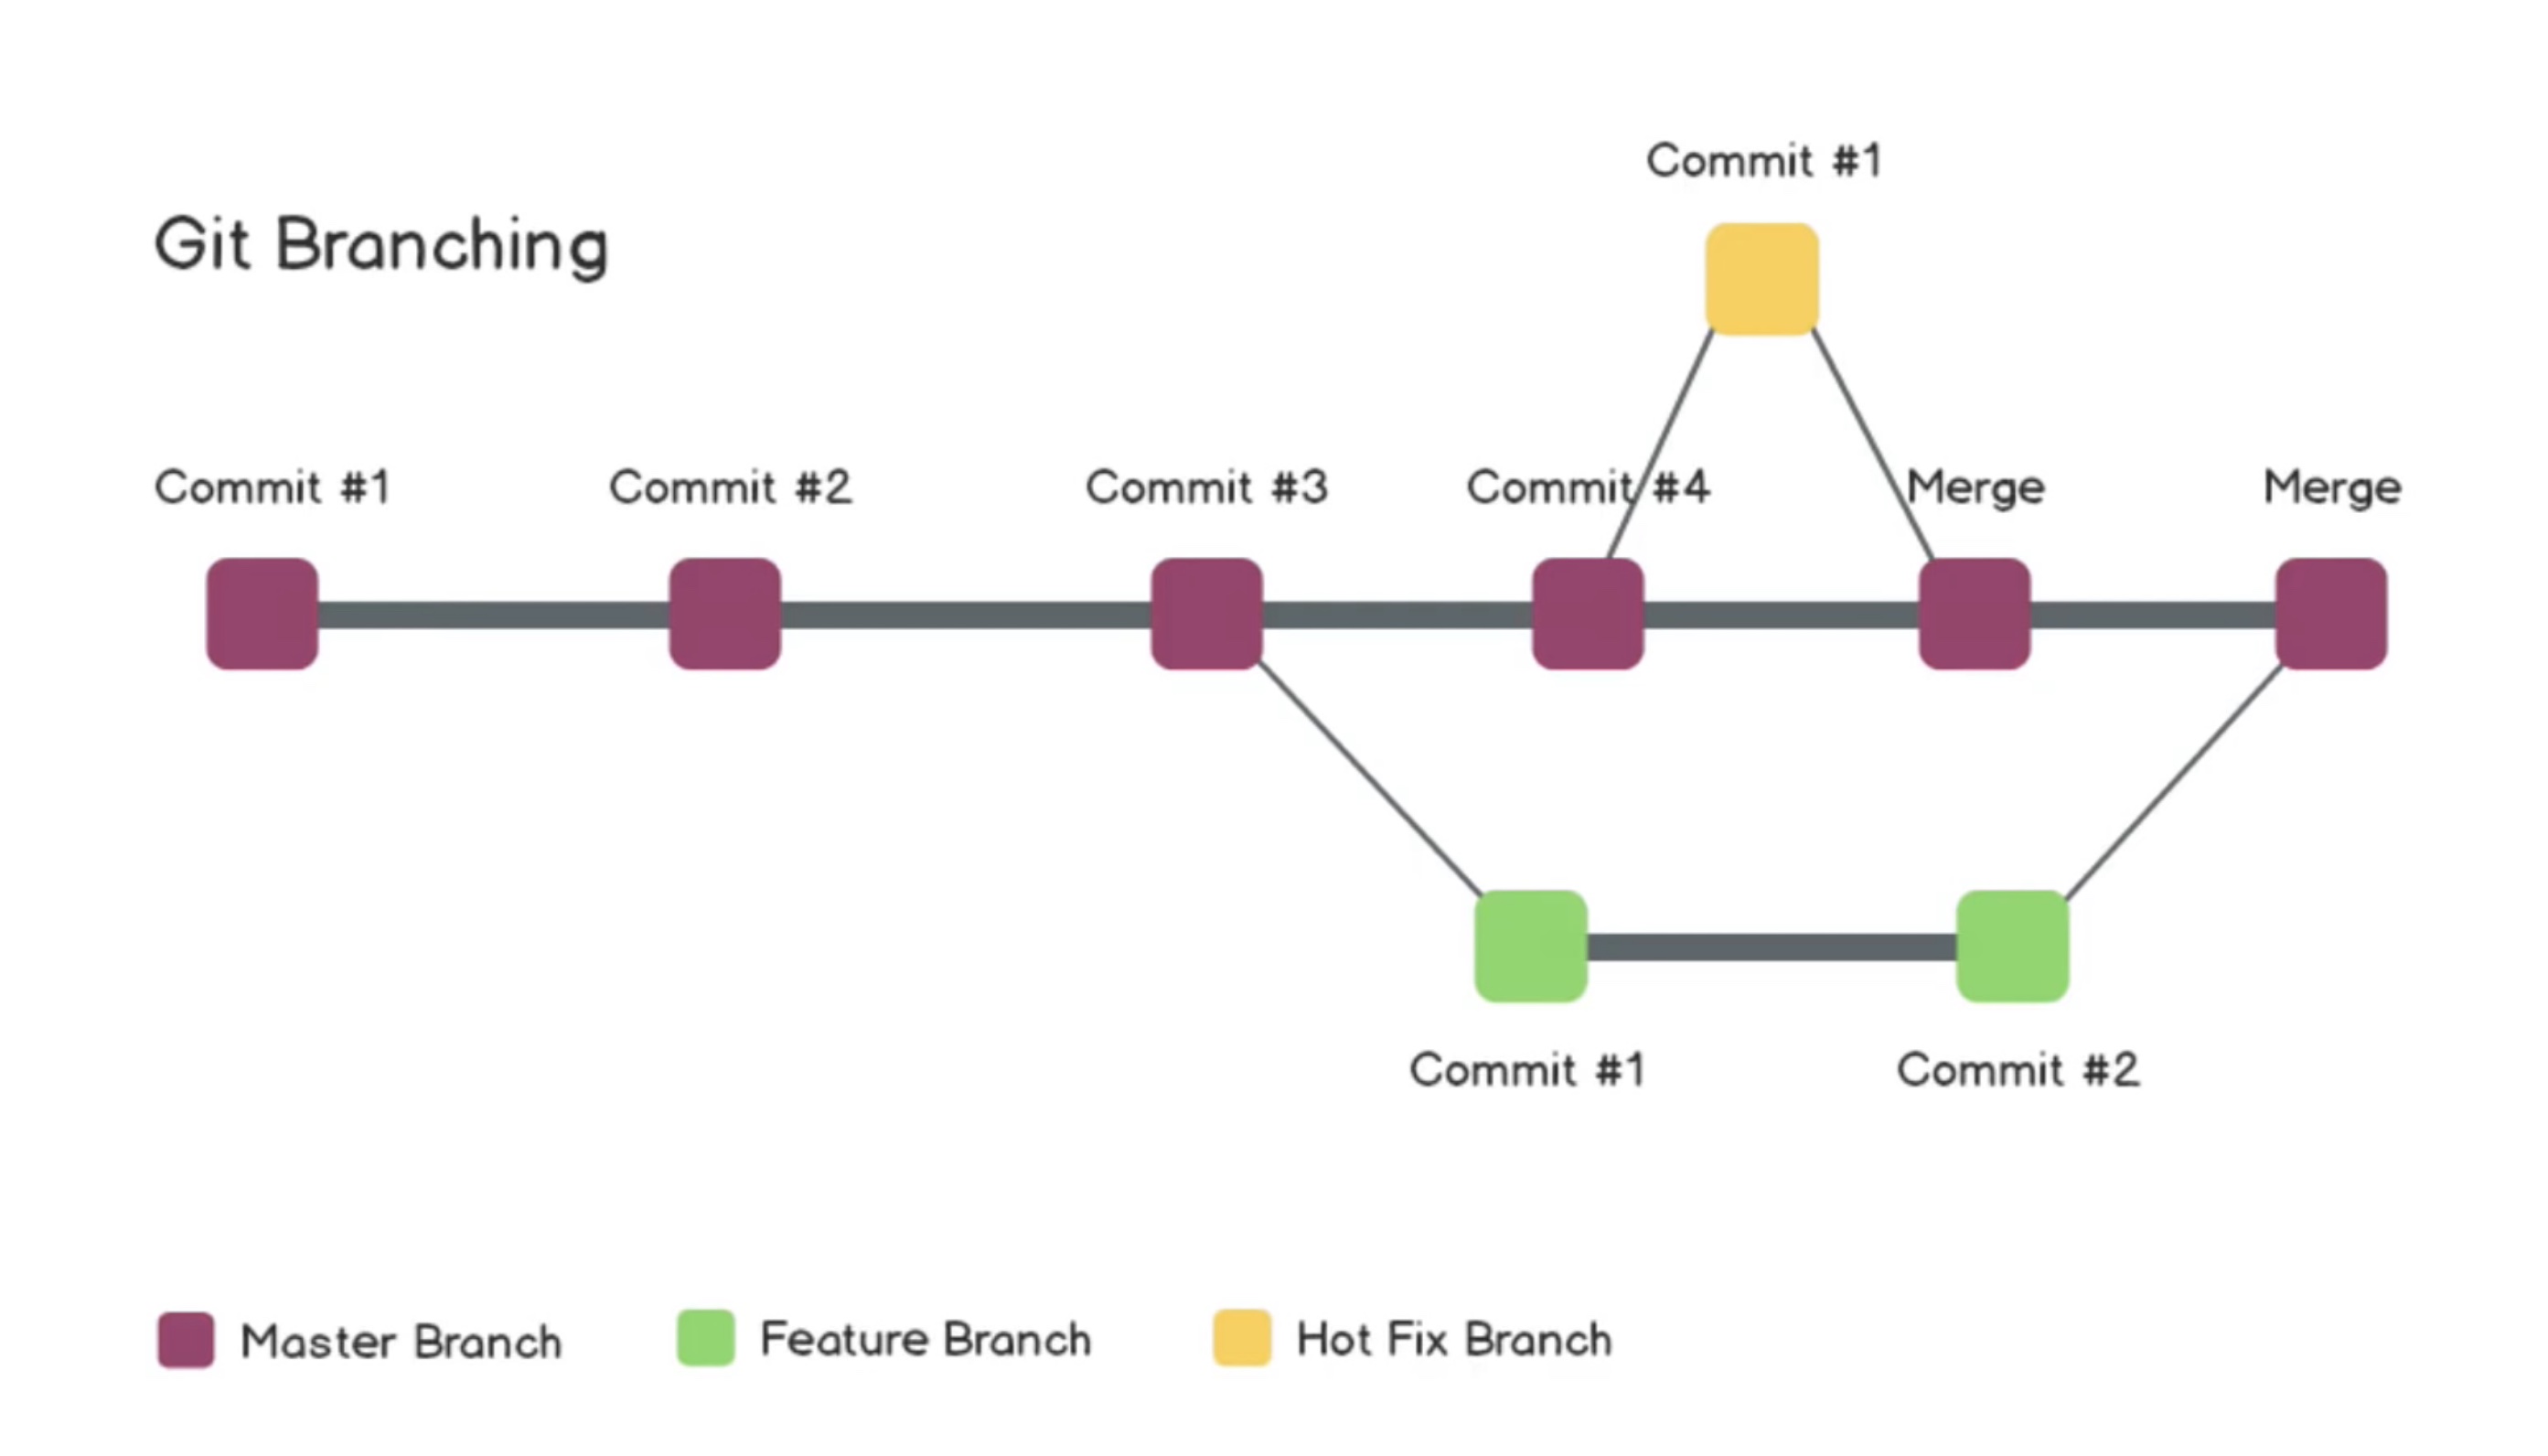 Commit #1
Git Branching
Commit #1
Commit #2
Commit #3
Commit #4
Merge
Merge
Commit #1
Commit #2
Master Branch
Feature Branch
Hot Fix Branch